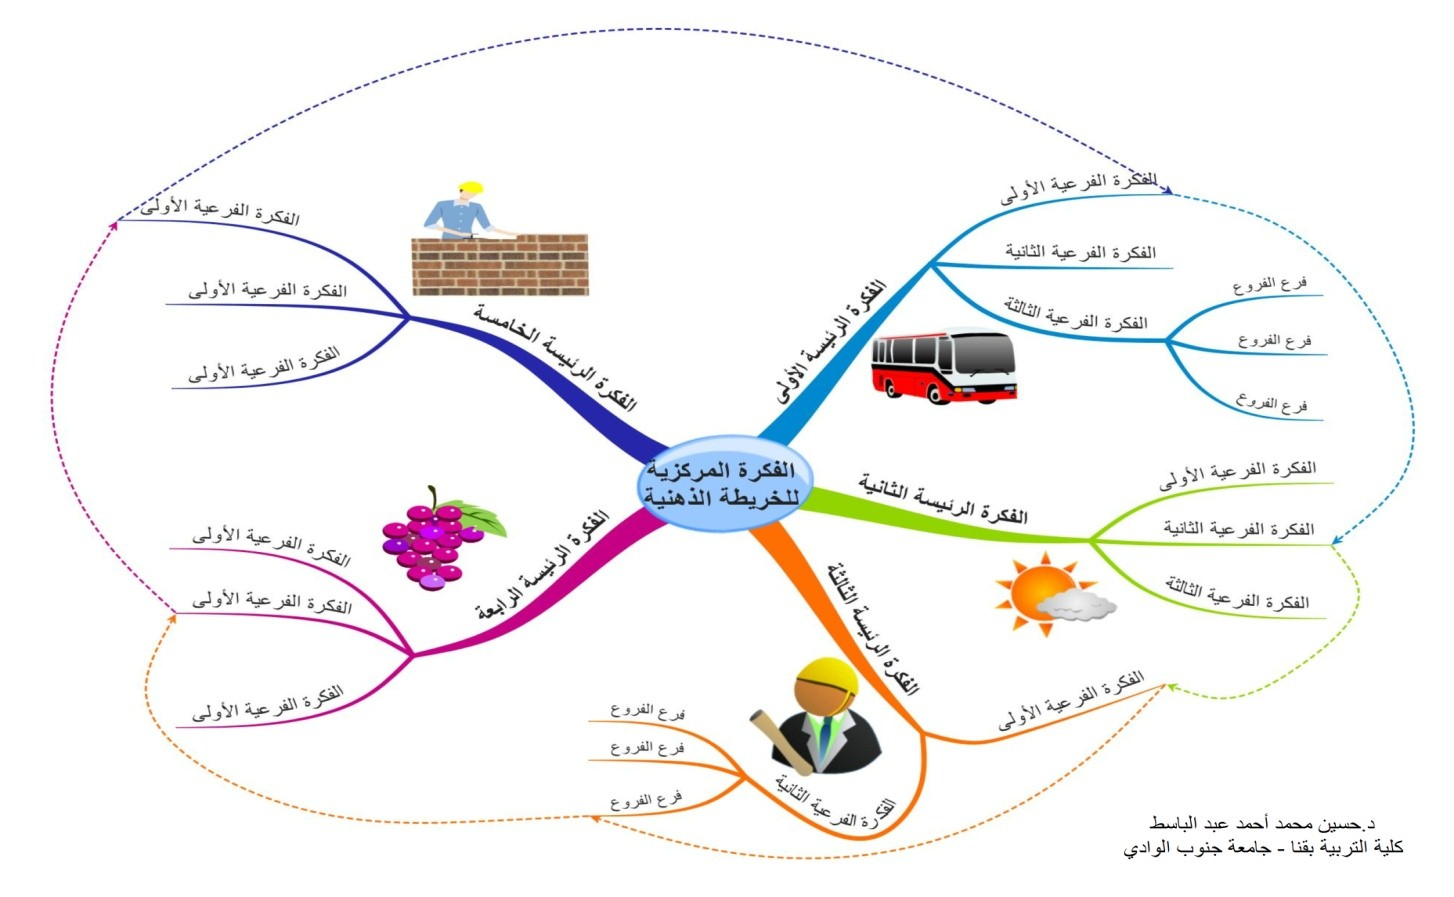 الفكرة المركزية
للخريطة الذهنية
الفكرة الرئيسة الأولى
الفكرة الفرعية الأولى
الفكرة الفرعية الثانية
الفكرة الفرعية الثالثة
فرع الفروع
فرع الفروع
فرع الفروع
الفكرة الرئيسة الثانية
الفكرة الفرعية الأولى
الفكرة الفرعية الثانية
الفكرة الفرعية الثالثة
الفكرة الرئيسة الثالثة
الفكرة الفرعية الأولى
الفكرة الفرعية الثانية
فرع الفروع
فرع الفروع
فرع الفروع
الفكرة الرئيسة الرابعة
الفكرة الفرعية الأولى
الفكرة الفرعية الأولى
الفكرة الفرعية الأولى
الفكرة الرئيسة الخامسة
الفكرة الفرعية الأولى
الفكرة الفرعية الأولى
الفكرة الفرعية الأولى
د.حسين محمد أحمد عبد الباسط
كلية التربية بقنا - جامعة جنوب الوادي